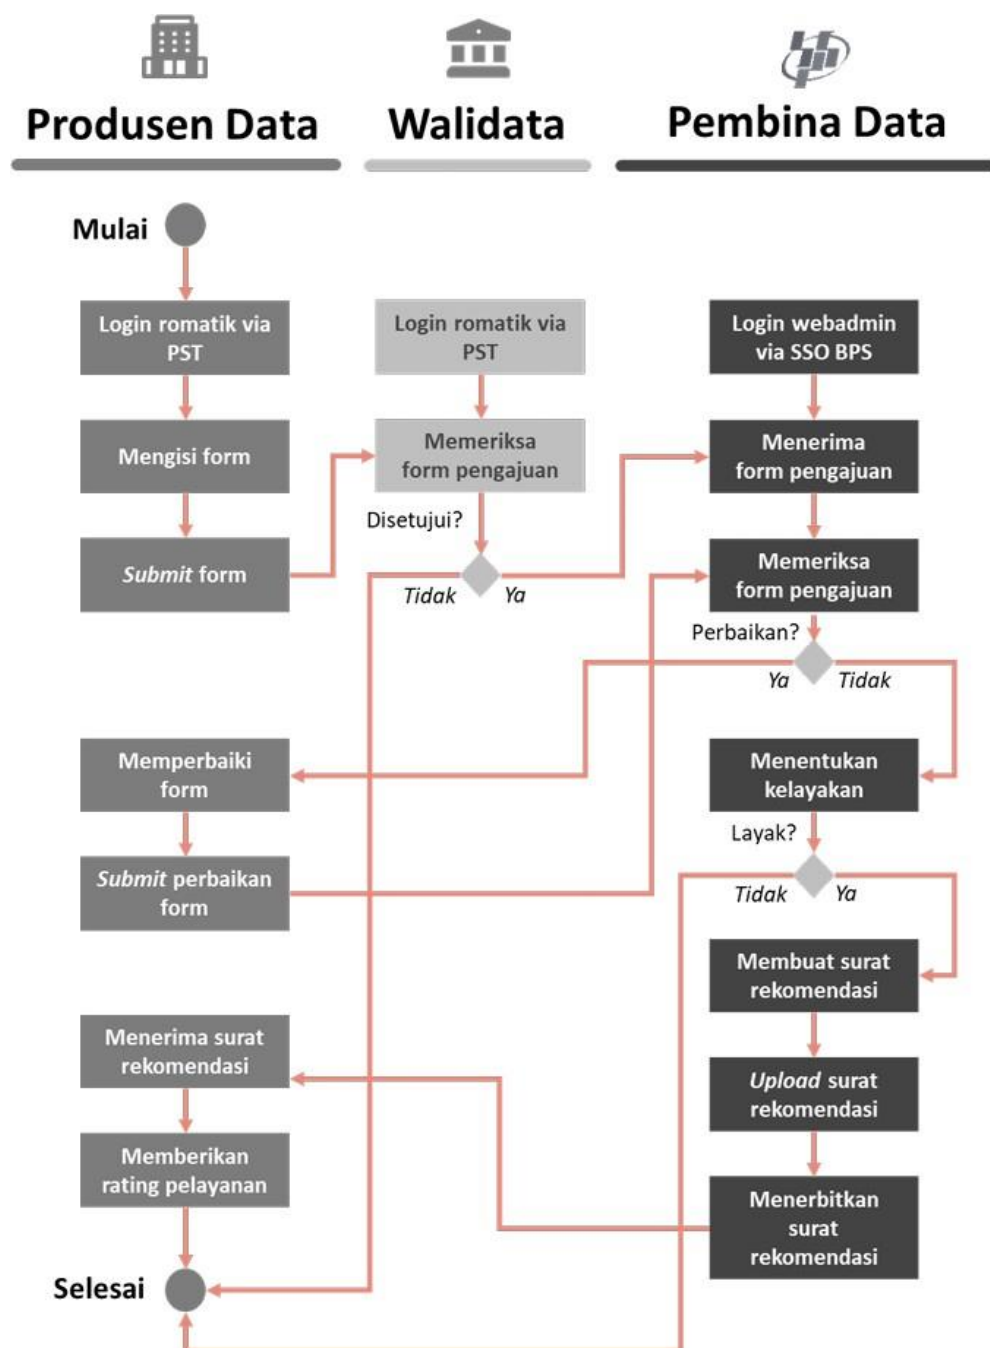 Produsen Data
Walidata
Pembina Data
Mulai
Login romatik via
PST
Login romatik via
PST
Login webadmin
via SSO BPS
Mengisi form
Memeriksa
form pengajuan
Menerima
form pengajuan
Disetujui?
Submit form
Tidak
Ya
Memeriksa
form pengajuan
Perbaikan?
Ya
Tidak
Memperbaiki
form
Menentukan
kelayakan
Layak?
Submit perbaikan
form
Tidak
Ya
Membuat surat
rekomendasi
Menerima surat
rekomendasi
Upload surat
rekomendasi
Memberikan
rating pelayanan
Menerbitkan
surat
rekomendasi
Selesai